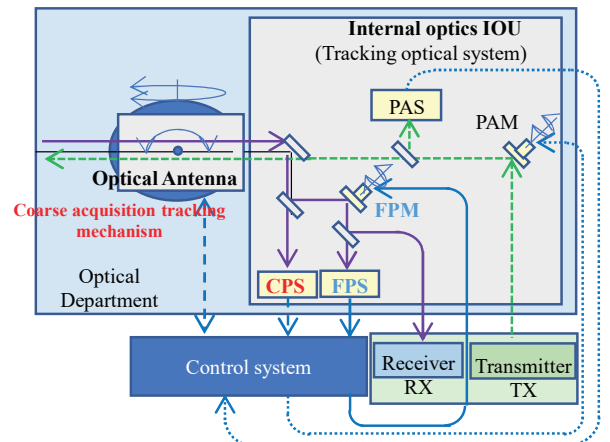 Internal optics IOU
(Tracking optical system)
PAS
PAM
Optical Antenna
Coarse acquisition tracking
mechanism
FPM
Optical
Department
CPS
FPS
Control system
Receiver
RX
Transmitter
TX